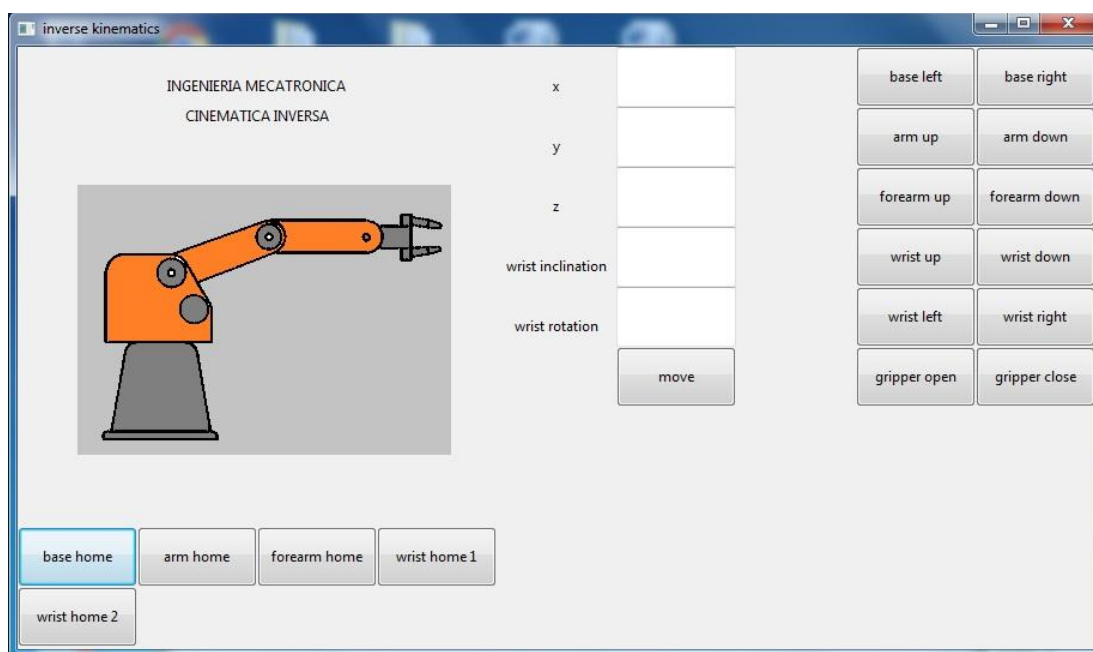 inverse kinematics
INGENIERIA MECATRONICA
CINEMATICA INVERSA
x
y
z
wrist inclination
wrist rotation
move
base left
base right
arm up
arm down
forearm up
forearm down
wrist up
wrist down
wrist left
wrist right
gripper open
gripper close
base home
arm home
forearm home
wrist home 1
wrist home 2